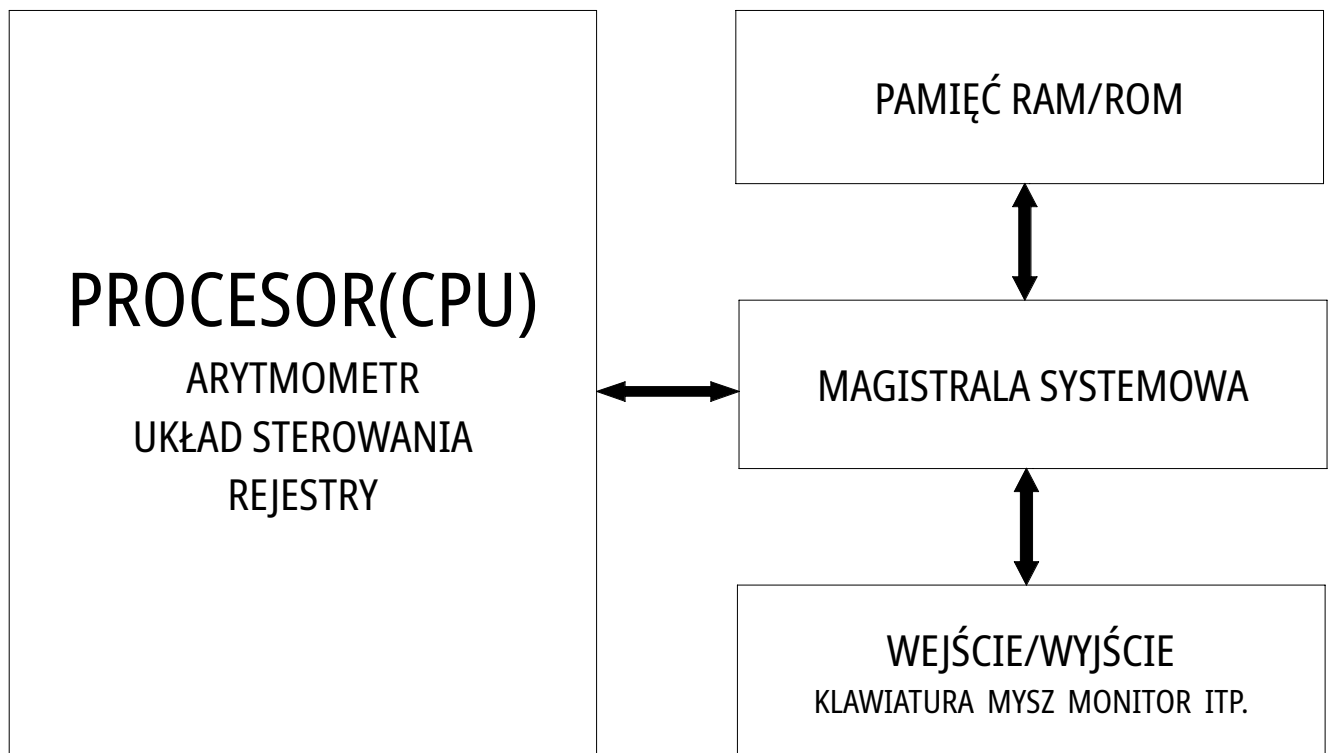 PROCESOR(CPU)
ARYTMOMETR
UKŁAD STEROWANIA
REJESTRY
PAMIĘĆ RAM/ROM
MAGISTRALA SYSTEMOWA
WEJŚCIE/WYJŚCIE
KLAWIATURA MYSZ MONITOR ITP.